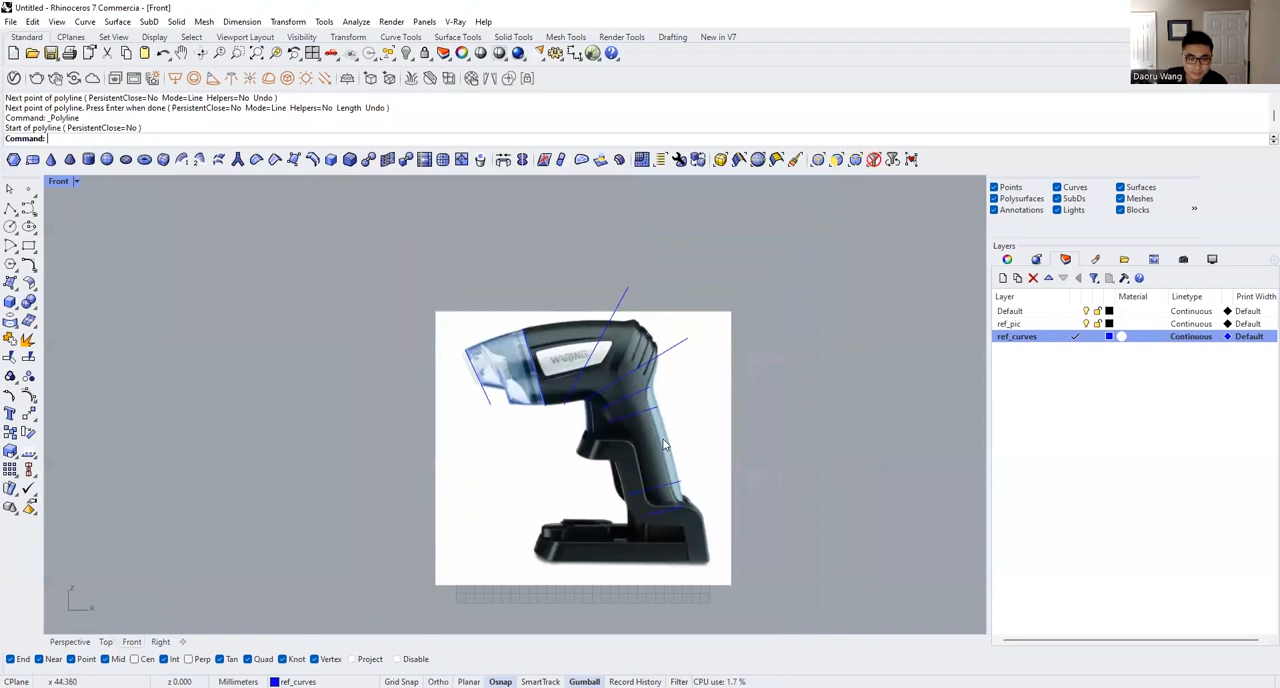 Untitled - Rhinoceros 7 Commercia - [Front]
File Edit View Curve Surface SubD Solid Mesh Dimension Transform Tools Analyze Render Panels V-Ray Help
Standard CPlanes Set View Display Select Viewport Layout Visibility Transform Curve Tools Surface Tools Solid Tools Mesh Tools Render Tools Drafting New in V7
Daoru Wang
Next point of polyline ( PersistentClose=No Mode=Line Helpers=No Undo )
Next point of polyline. Press Enter when done ( PersistentClose=No Mode=Line Helpers=No Length Undo )
Command: _Polyline
Start of polyline ( PersistentClose=No )
Command:
Front
Points Curves Surfaces
Polysurfaces SubDs Meshes
Annotations Lights Blocks »
Layers
Layer Material Linetype Print Width
Default Continuous Default
ref_pic Continuous Default
ref_curves Continuous Default
WARING
z
x
Perspective Top Front Right
End Near Point Mid Cen Int Perp Tan Quad Knot Vertex Project Disable
CPlane x 44.360 z 0.000 Millimeters ref_curves Grid Snap Ortho Planar Osnap SmartTrack Gumball Record History Filter CPU use: 1.7 %